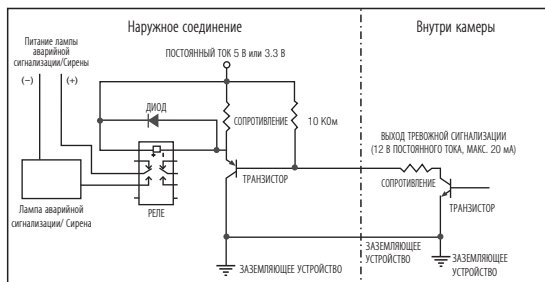 Наружное соединение
Внутри камеры
Питание лампы
аварийной
сигнализации/Сирены
(–)
(+)
ПОСТОЯННЫЙ ТОК 5 В или 3.3 В
ДИОД
СОПРОТИВЛЕНИЕ
10 КОм
РЕЛЕ
ТРАНЗИСТОР
Лампа аварийной
сигнализации/ Сирена
ЗАЗЕМЛЯЮЩЕЕ УСТРОЙСТВО
ВЫХОД ТРЕВОЖНОЙ СИГНАЛИЗАЦИИ
(12 В ПОСТОЯННОГО ТОКА, МАКС. 20 мА)
СОПРОТИВЛЕНИЕ
ТРАНЗИСТОР
ЗАЗЕМЛЯЮЩЕЕ
УСТРОЙСТВО
ЗАЗЕМЛЯЮЩЕЕ
УСТРОЙСТВО